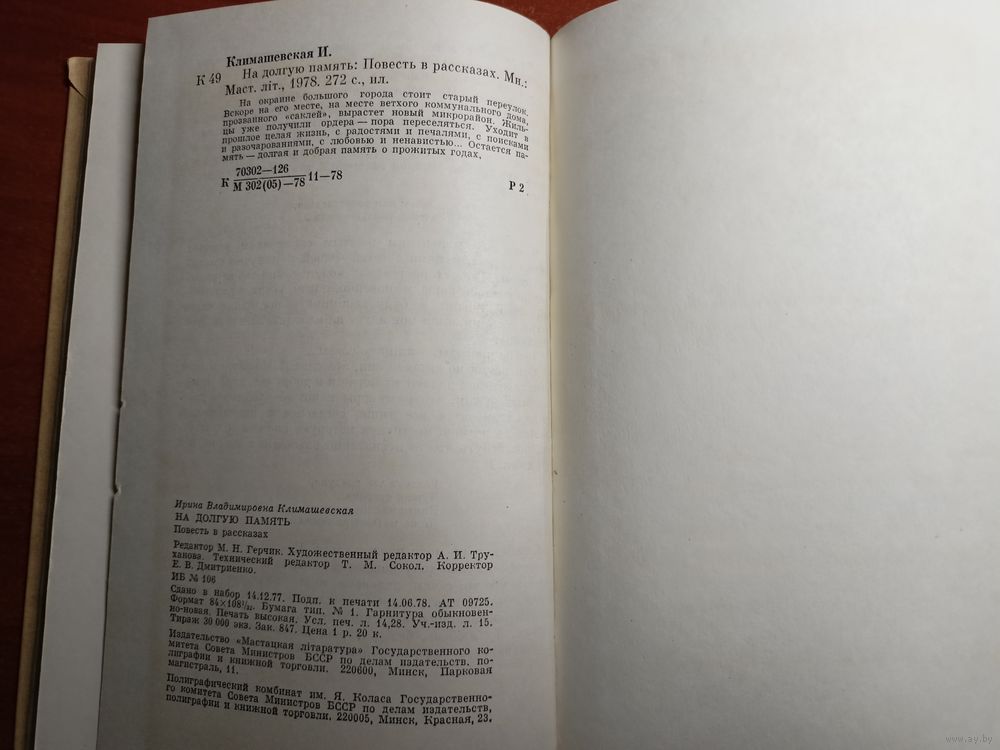 Климашевская И.
К 49 На долгую память: Повесть в рассказах. Мн.:
Маст. літ., 1978. 272 с., ил.
На окраине большого города стоит старый переулок.
Вскоре на его месте, на месте ветхого коммунального дома,
прозванного «саклей», вырастет новый микрорайон. Жиль-
цы уже получили ордера — пора переселяться. Уходит в
прошлое целая жизнь, с радостями и печалями, с поисками
и разочарованиями, с любовью и ненавистью... Остается па-
мять — долгая и добрая память о прожитых годах,
К 70302—126
М 302(05)—78 11—78
Р 2
Ирина Владимировна Климашевская
НА ДОЛГУЮ ПАМЯТЬ
Повесть в рассказах
Редактор М. Н. Герчик. Художественный редактор А. И. Тру-
ханова. Технический редактор Т. М. Сокол. Корректор
Е. В. Дмитриенко.
ИБ № 106
Сдано в набор 14.12.77. Подп. к печати 14.06.78. АТ 09725.
Формат 84×108¹/₃₂. Бумага тип. № 1. Гарнитура обыкновен-
но-новая. Печать высокая. Усл. печ. л. 14,28. Уч.-изд. л. 15.
Тираж 30 000 экз. Зак. 847. Цена 1 р. 20 к.
Издательство «Мастацкая літаратура» Государственного ко-
митета Совета Министров БССР по делам издательств. по-
лиграфии и книжной торговли. 220600, Минск, Парковая
магистраль, 11.
Полиграфический комбинат им. Я. Коласа Государственно-
го комитета Совета Министров БССР по делам издательств,
полиграфии и книжной торговли. 220005, Минск, Красная, 23.
www.ay.by